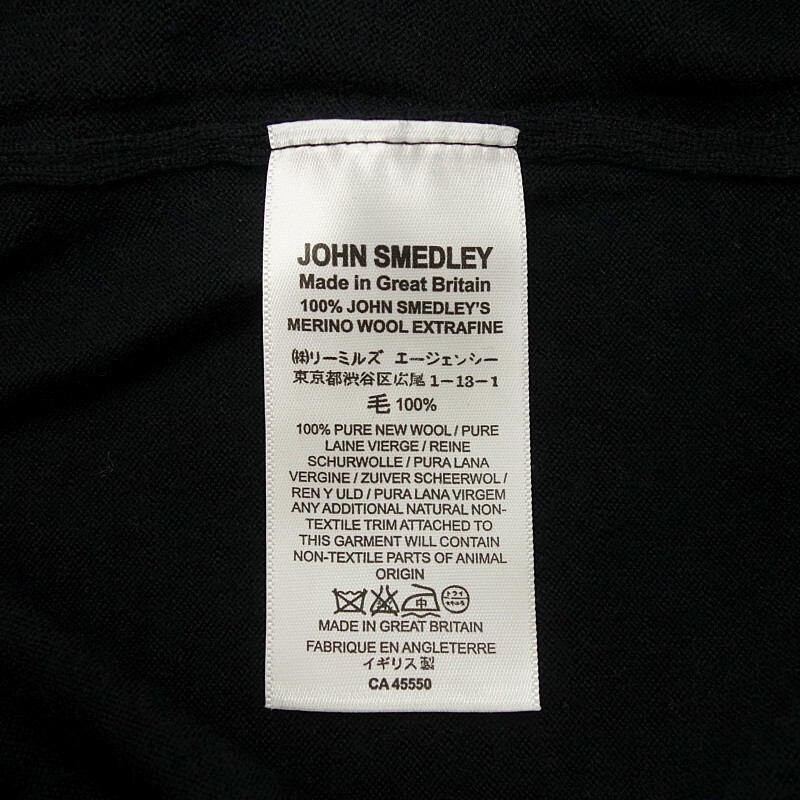 JOHN SMEDLEY
Made in Great Britain
100% JOHN SMEDLEY'S
MERINO WOOL EXTRAFINE
㈱リーミルズ エージェンシー
東京都渋谷区広尾 1-13-1
毛 100%
100% PURE NEW WOOL / PURE
LAINE VIERGE / REINE
SCHURWOLLE / PURA LANA
VERGINE / ZUIVER SCHEERWOL /
REN Y ULD / PURA LANA VIRGEM
ANY ADDITIONAL NATURAL NON-
TEXTILE TRIM ATTACHED TO
THIS GARMENT WILL CONTAIN
NON-TEXTILE PARTS OF ANIMAL
ORIGIN
中
MADE IN GREAT BRITAIN
FABRIQUE EN ANGLETERRE
イギリス製
CA 45550